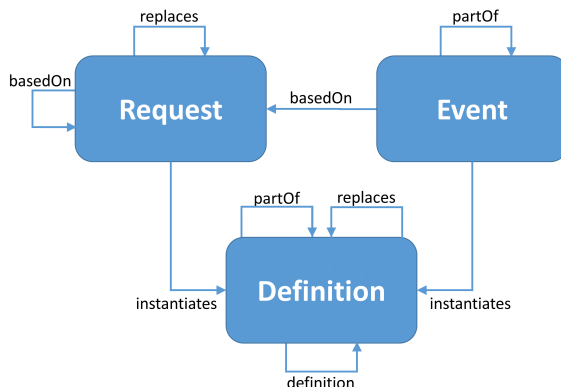 replaces
partOf
basedOn
basedOn
Request
Event
partOf
replaces
instantiates
Definition
instantiates
definition